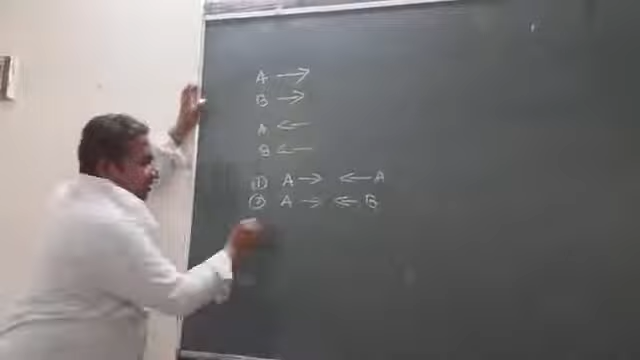 A →
B →
A ←
B ←
① A → ← A
② A → ← B